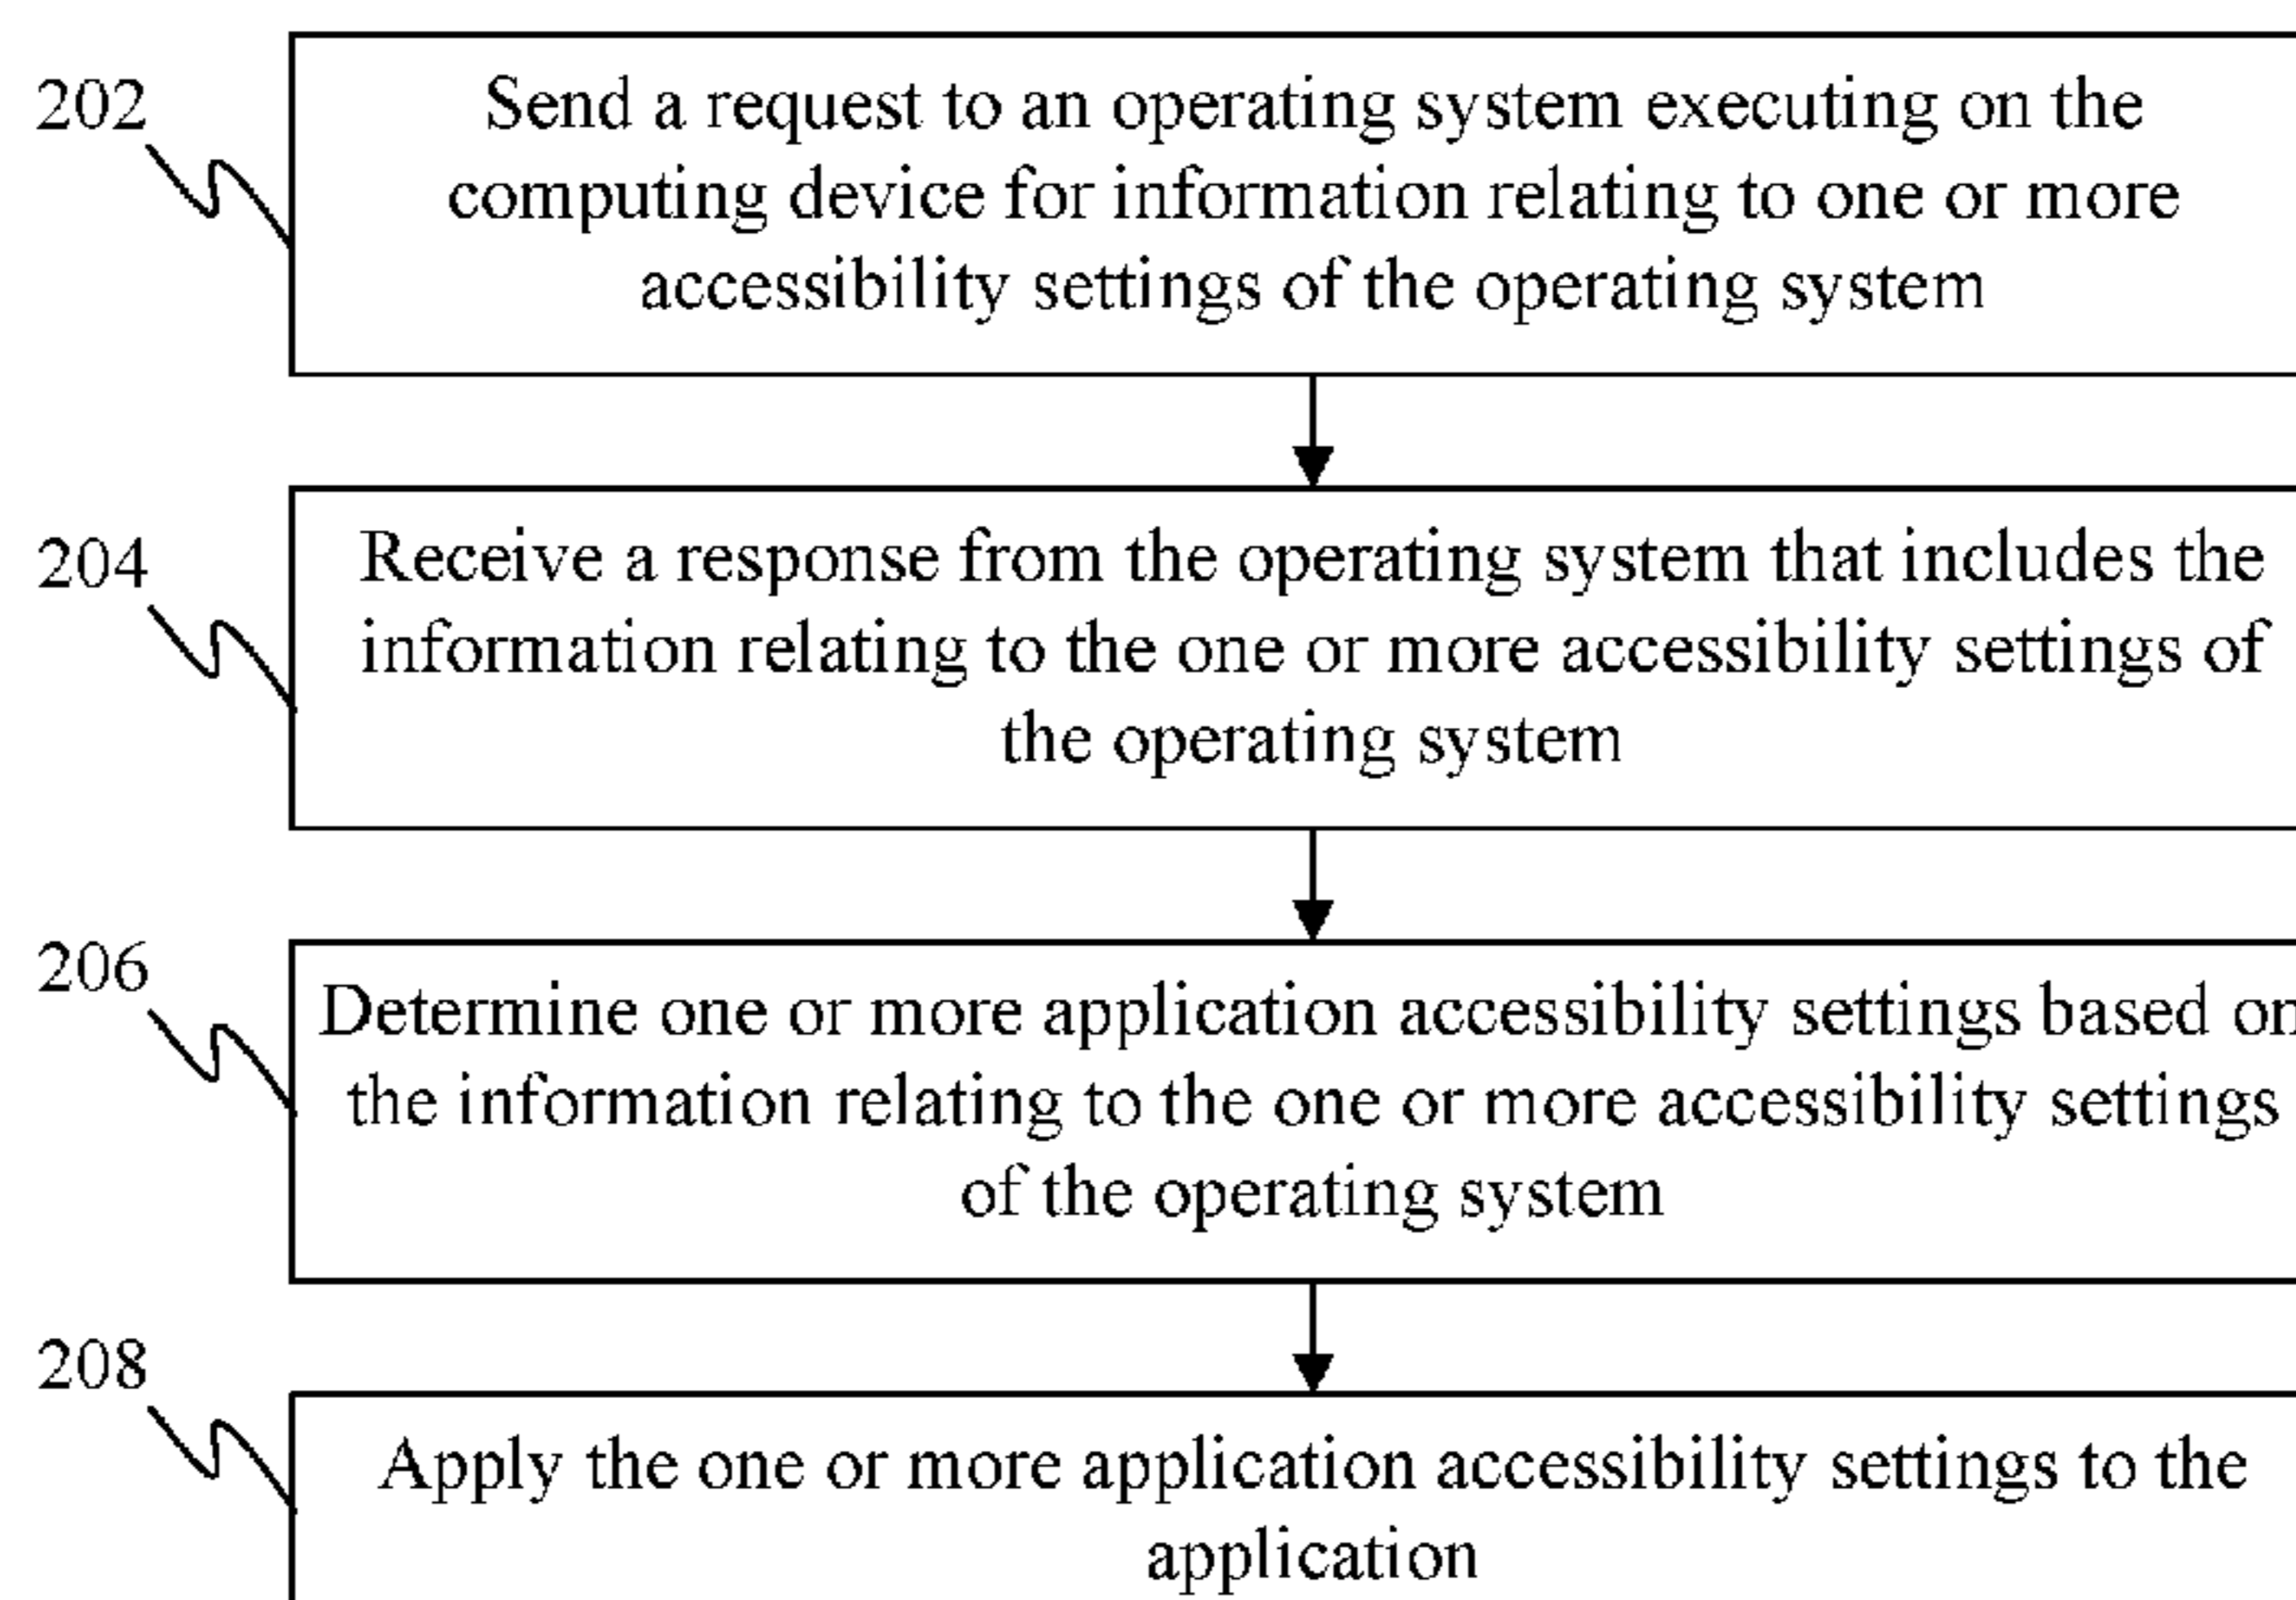 202
Send a request to an operating system executing on the
computing device for information relating to one or more
accessibility settings of the operating system
204
Receive a response from the operating system that includes the
information relating to the one or more accessibility settings of
the operating system
206
Determine one or more application accessibility settings based on
the information relating to the one or more accessibility settings
of the operating system
208
Apply the one or more application accessibility settings to the
application